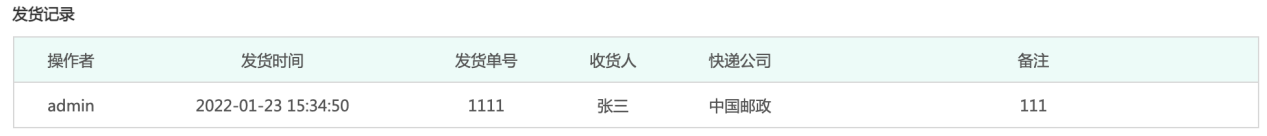 发货记录
操作者 发货时间 发货单号 收货人 快递公司 备注
admin 2022-01-23 15:34:50 1111 张三 中国邮政 111